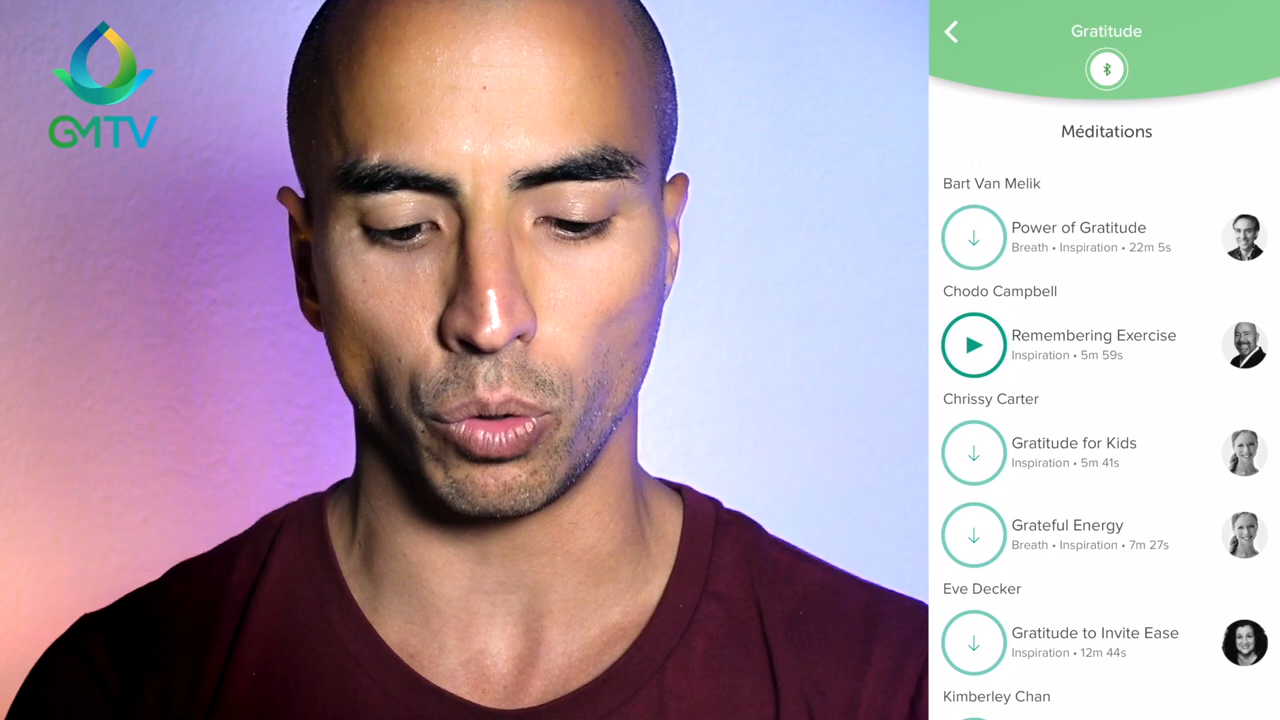 GMTV
Gratitude
Méditations
Bart Van Melik
Power of Gratitude
Breath • Inspiration • 22m 5s
Chodo Campbell
Remembering Exercise
Inspiration • 5m 59s
Chrissy Carter
Gratitude for Kids
Inspiration • 5m 41s
Grateful Energy
Breath • Inspiration • 7m 27s
Eve Decker
Gratitude to Invite Ease
Inspiration • 12m 44s
Kimberley Chan